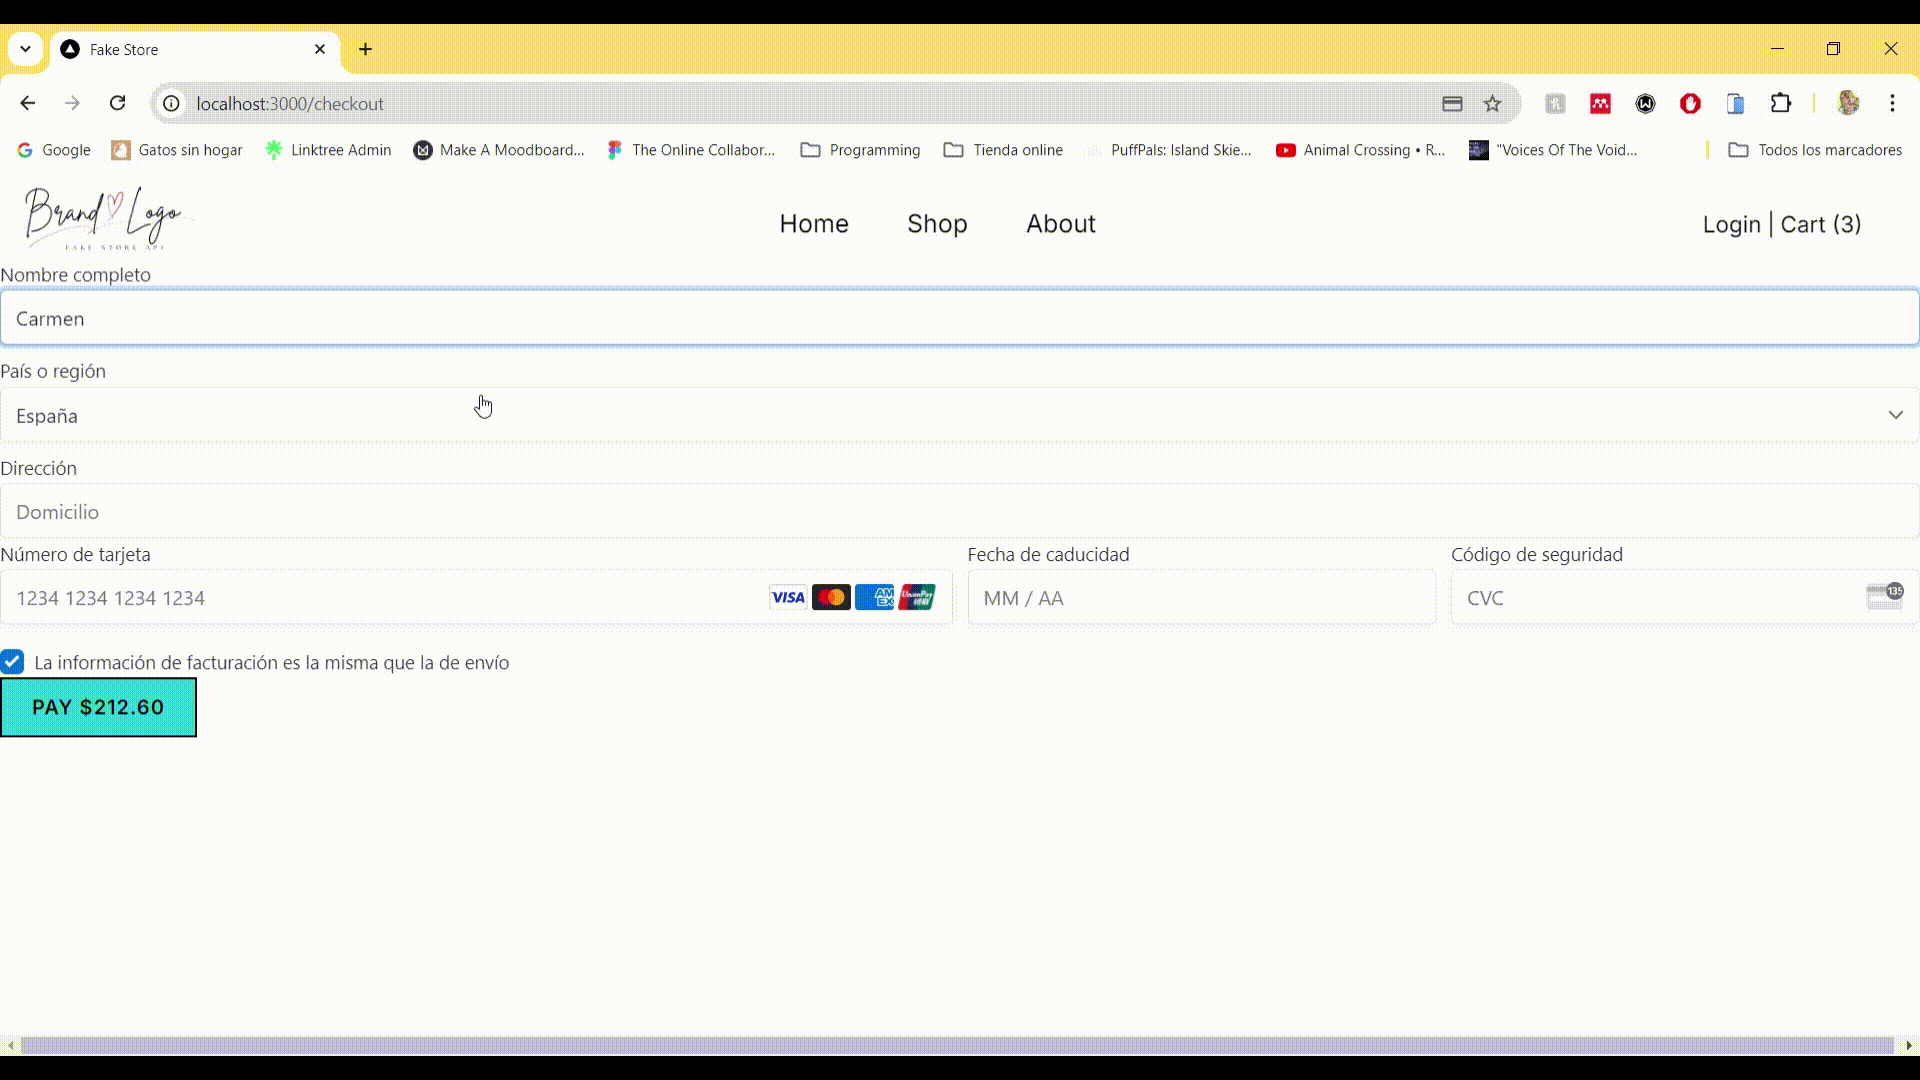 Fake Store
localhost:3000/checkout
Google Gatos sin hogar Linktree Admin Make A Moodboard... The Online Collabor... Programming Tienda online PuffPals: Island Skie... Animal Crossing • R... "Voices Of The Void... Todos los marcadores
Brand Logo
FAKE STORE API
Home Shop About Login | Cart (3)
Nombre completo
Carmen
País o región
España
Dirección
Domicilio
Número de tarjeta Fecha de caducidad Código de seguridad
1234 1234 1234 1234 VISA AM EX UnionPay MM / AA CVC 135
La información de facturación es la misma que la de envío
PAY $212.60